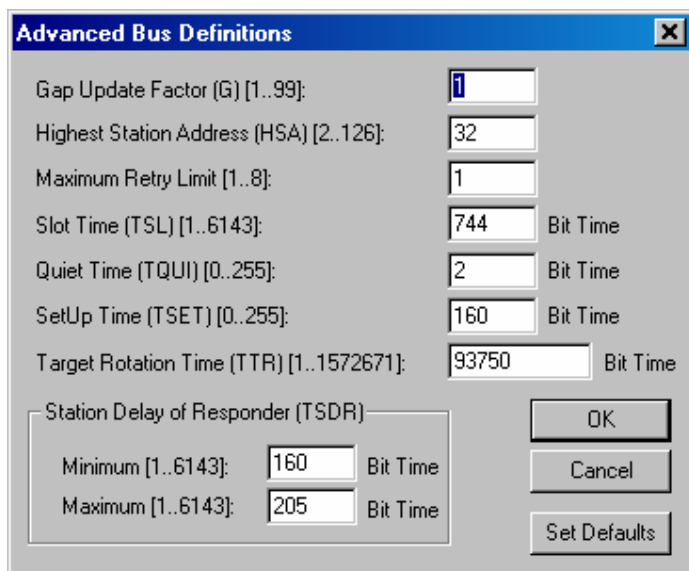 Advanced Bus Definitions
Gap Update Factor (G) [1..99]: 1
Highest Station Address (HSA) [2..126]: 32
Maximum Retry Limit [1..8]: 1
Slot Time (TSL) [1..6143]: 744 Bit Time
Quiet Time (TQUI) [0..255]: 2 Bit Time
SetUp Time (TSET) [0..255]: 160 Bit Time
Target Rotation Time (TTR) [1..1572671]: 93750 Bit Time
Station Delay of Responder (TSDR)
Minimum [1..6143]: 160 Bit Time
Maximum [1..6143]: 205 Bit Time
OK
Cancel
Set Defaults